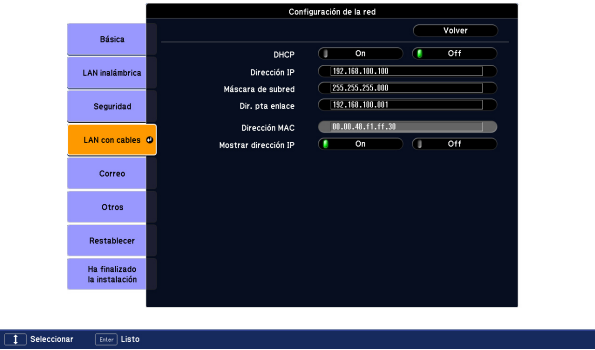 Configuración de la red
Volver
Básica
LAN inalámbrica
Seguridad
LAN con cables
Correo
Otros
Restablecer
Ha finalizado
la instalación
DHCP On Off
Dirección IP 192.168.100.100
Máscara de subred 255.255.255.000
Dir. pta enlace 192.168.100.001
Dirección MAC 00.00.48.f1.ff.30
Mostrar dirección IP On Off
Seleccionar Enter Listo